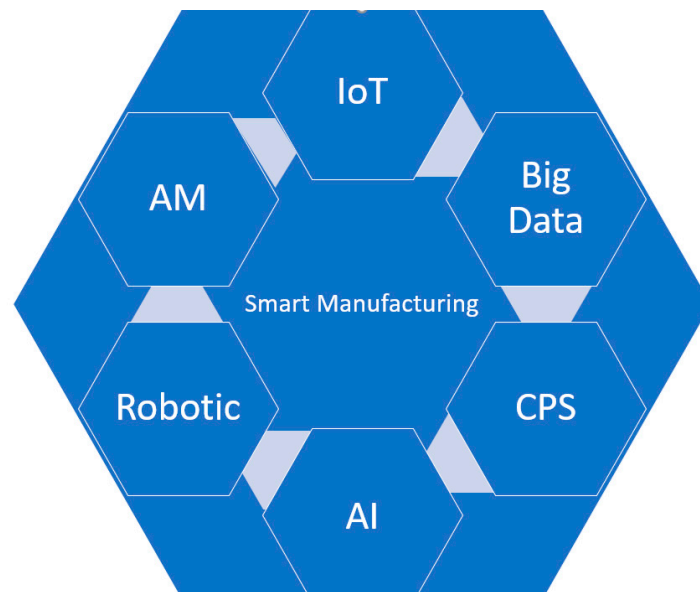 IoT
AM
Big
Data
Smart Manufacturing
Robotic
CPS
AI